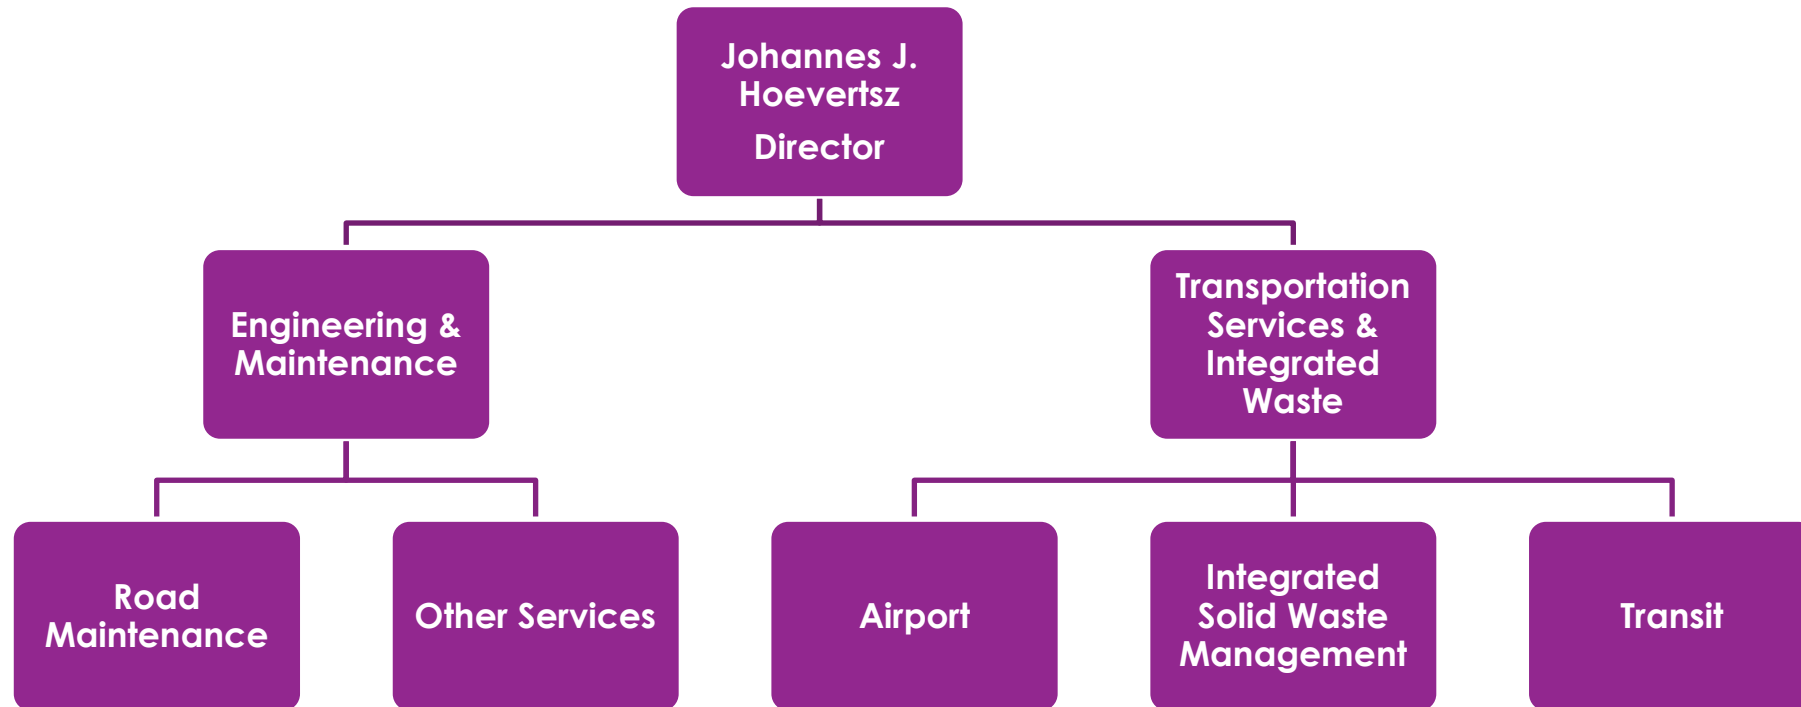 Johannes J.
Hoevertsz
Director
Engineering &
Maintenance
Transportation
Services &
Integrated
Waste
Road
Maintenance
Other Services
Airport
Integrated
Solid Waste
Management
Transit